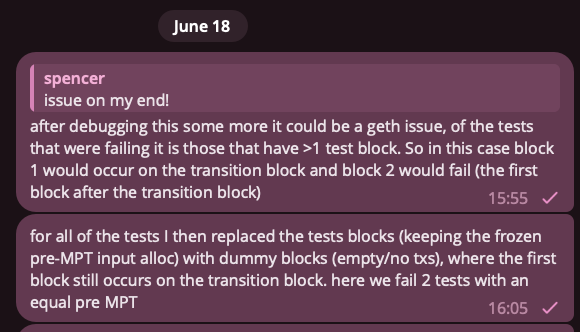 June 18
spencer
issue on my end!
after debugging this some more it could be a geth issue, of the tests
that were failing it is those that have >1 test block. So in this case block
1 would occur on the transition block and block 2 would fail (the first
block after the transition block)
15:55
for all of the tests I then replaced the tests blocks (keeping the frozen
pre-MPT input alloc) with dummy blocks (empty/no txs), where the first
block still occurs on the transition block. here we fail 2 tests with an
equal pre MPT
16:05